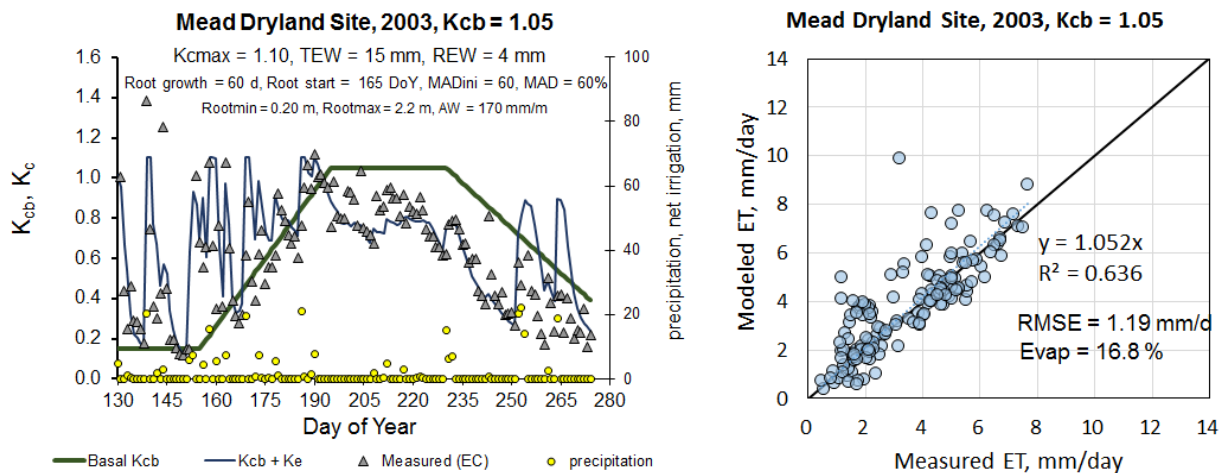 Mead Dryland Site, 2003, Kcb = 1.05
Kcmax = 1.10, TEW = 15 mm, REW = 4 mm
Root growth = 60 d, Root start = 165 DoY, MADini = 60, MAD = 60%
Rootmin = 0.20 m, Rootmax = 2.2 m, AW = 170 mm/m
1.6
1.4
1.2
1.0
0.8
0.6
0.4
0.2
0.0
Kcb, Kc
100
80
60
40
20
0
precipitation, net irrigation, mm
130 145 160 175 190 205 220 235 250 265 280
Day of Year
Basal Kcb Kcb + Ke Measured (EC) precipitation
Mead Dryland Site, 2003, Kcb = 1.05
14
12
10
8
6
4
2
0
Modeled ET, mm/day
y = 1.052x
R² = 0.636
RMSE = 1.19 mm/d
Evap = 16.8 %
0 2 4 6 8 10 12 14
Measured ET, mm/day